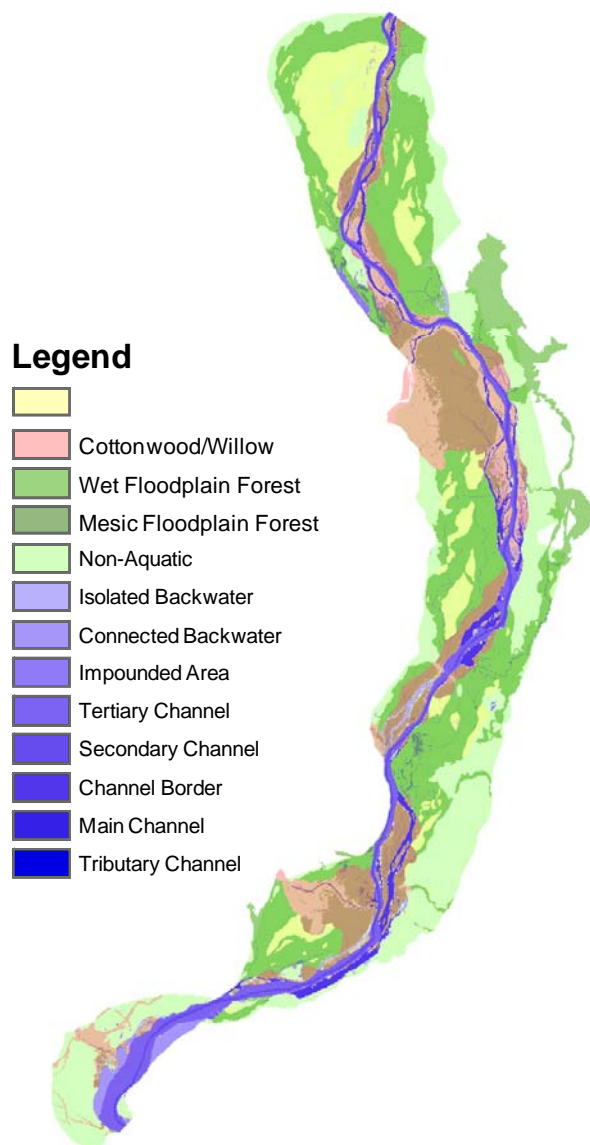 Legend
Cottonwood/Willow
Wet Floodplain Forest
Mesic Floodplain Forest
Non-Aquatic
Isolated Backwater
Connected Backwater
Impounded Area
Tertiary Channel
Secondary Channel
Channel Border
Main Channel
Tributary Channel